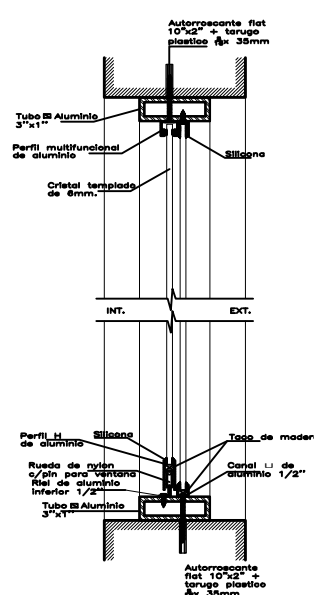 Autorroscante flat
10"x2" + tarugo
plastico x 35mm
Tubo Aluminio
3"x1"
Perfil multifuncional
de aluminio
Silicona
Cristal templado
de 6mm.
INT.
EXT.
Perfil H
de aluminio
Silicona
Taco de madera
Rueda de nylon
c/pin para ventana
Riel de aluminio
inferior 1/2"
Canal ⊔ de
aluminio 1/2"
Tubo Aluminio
3"x1"
Autorroscante
flat 10"x2" +
tarugo plastico
x 35mm